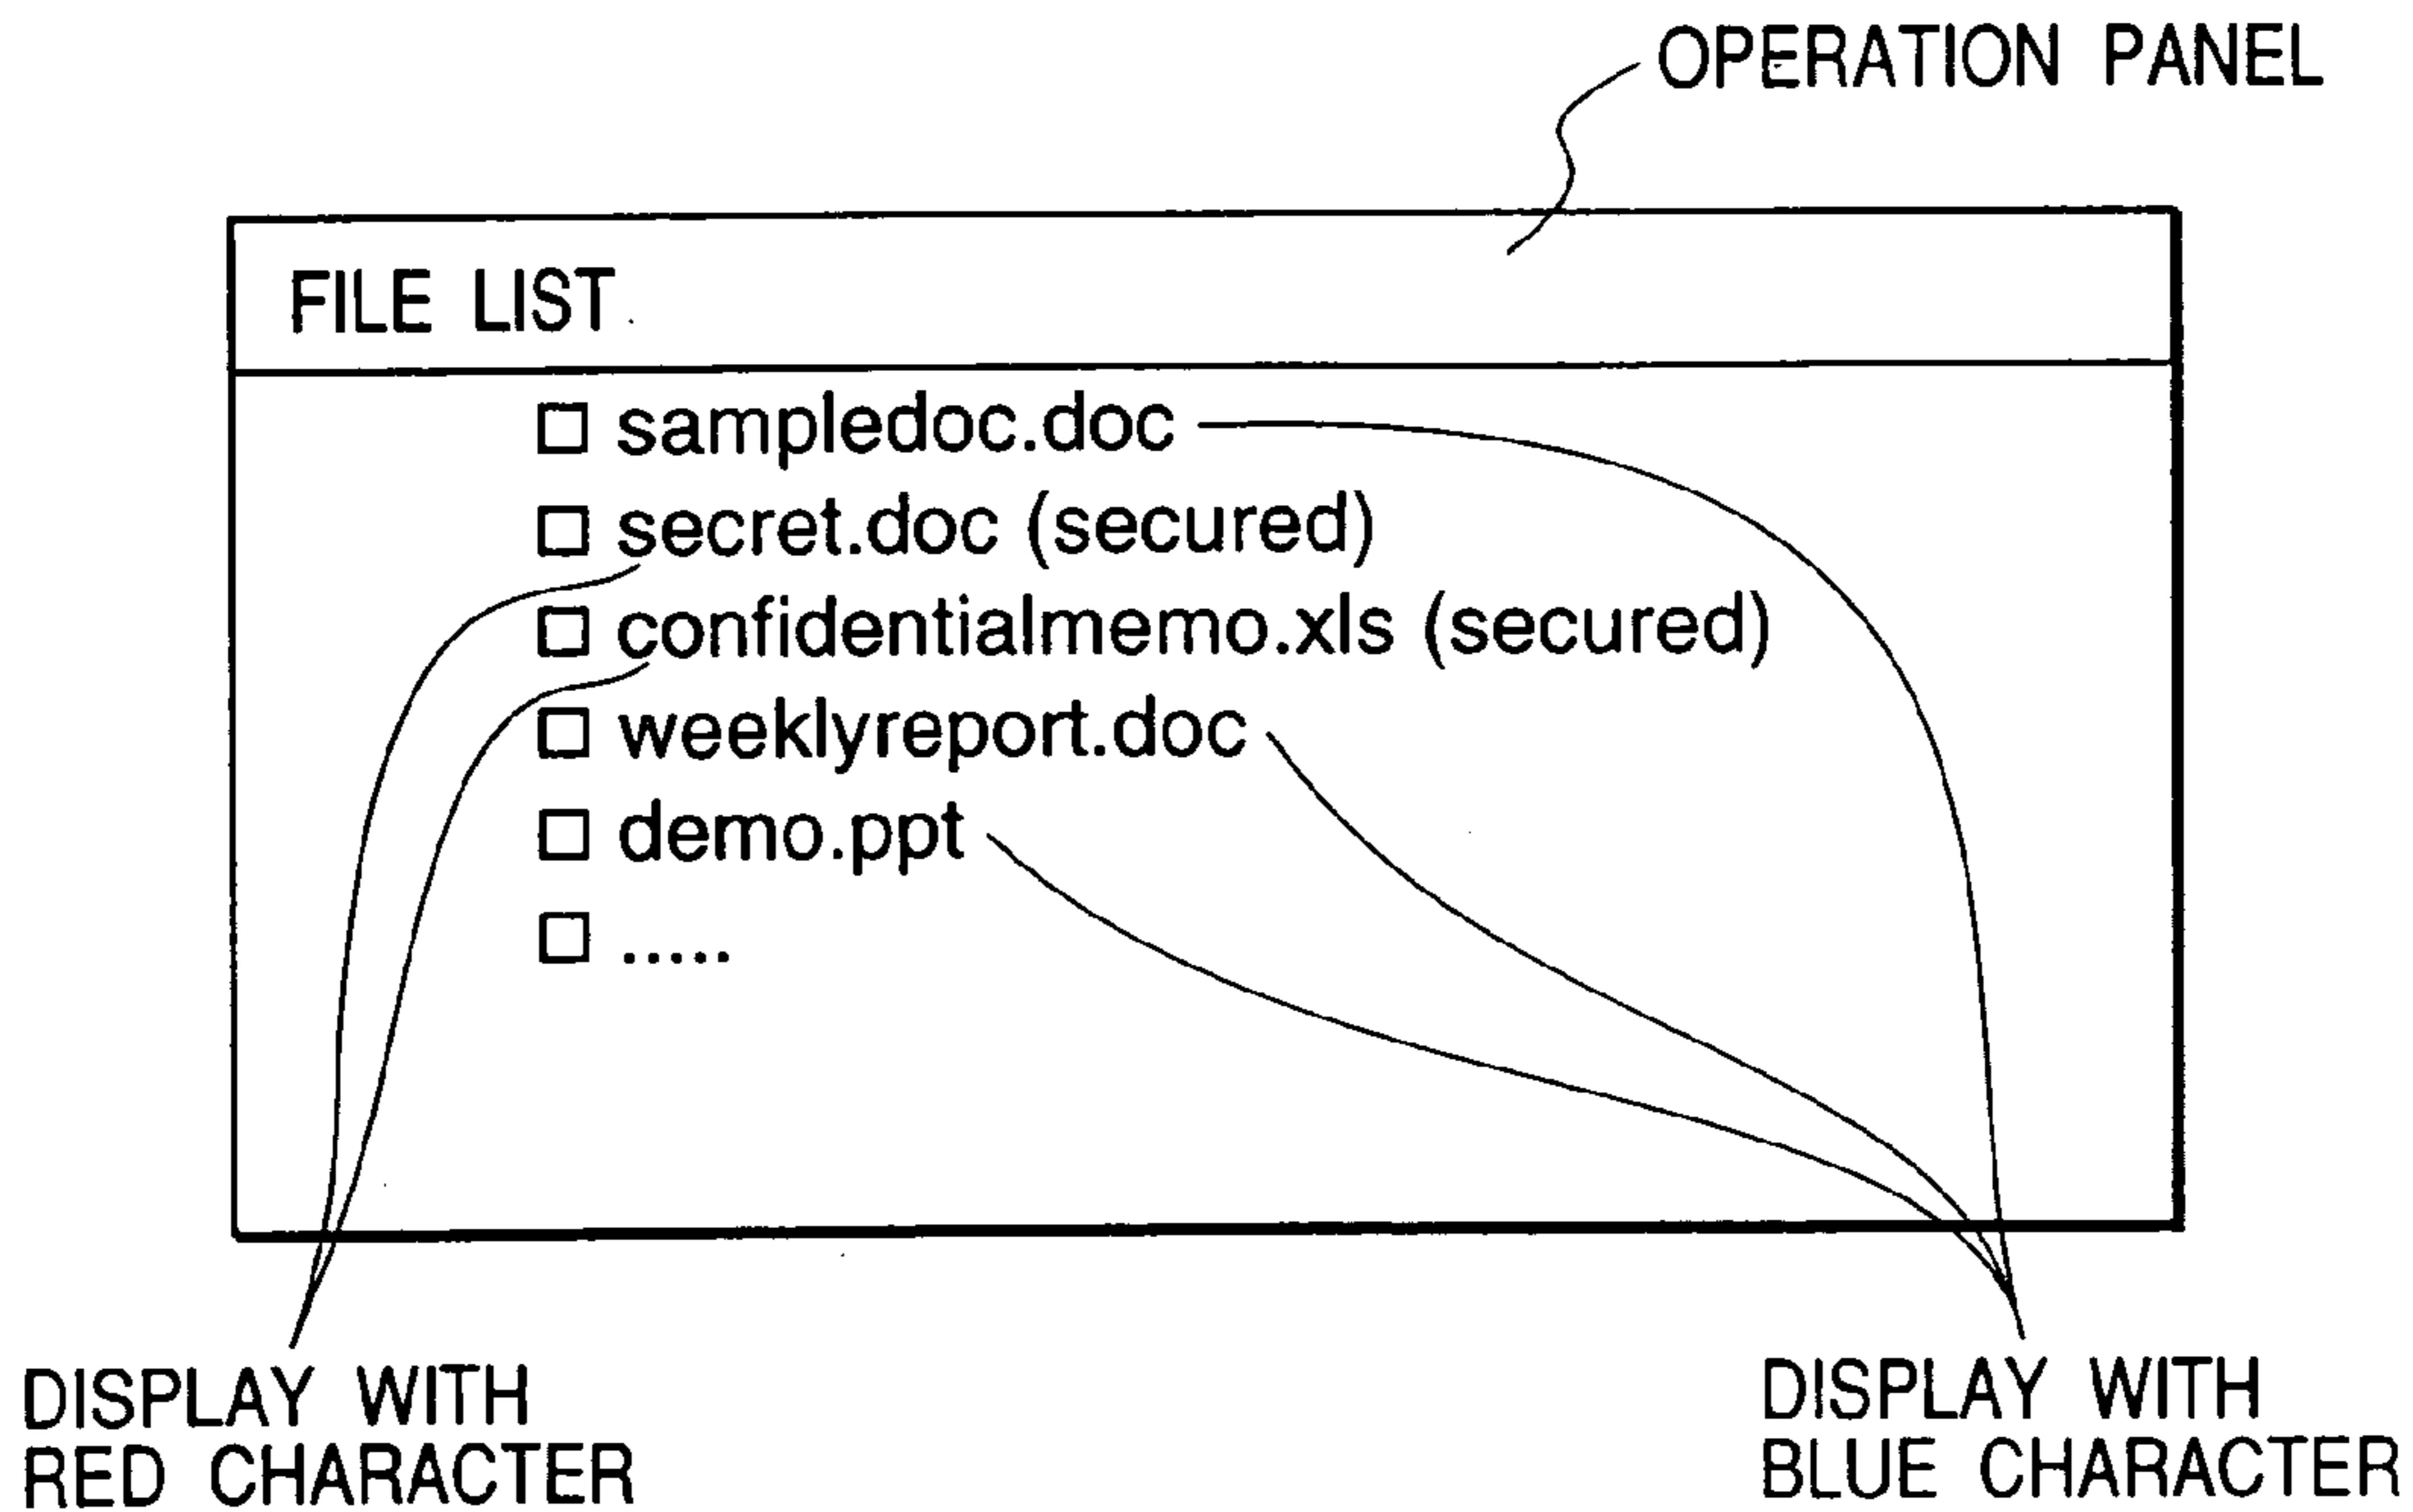 OPERATION PANEL
FILE LIST
sampledoc.doc
secret.doc (secured)
confidentialmemo.xls (secured)
weeklyreport.doc
demo.ppt
.....
DISPLAY WITH
RED CHARACTER
DISPLAY WITH
BLUE CHARACTER